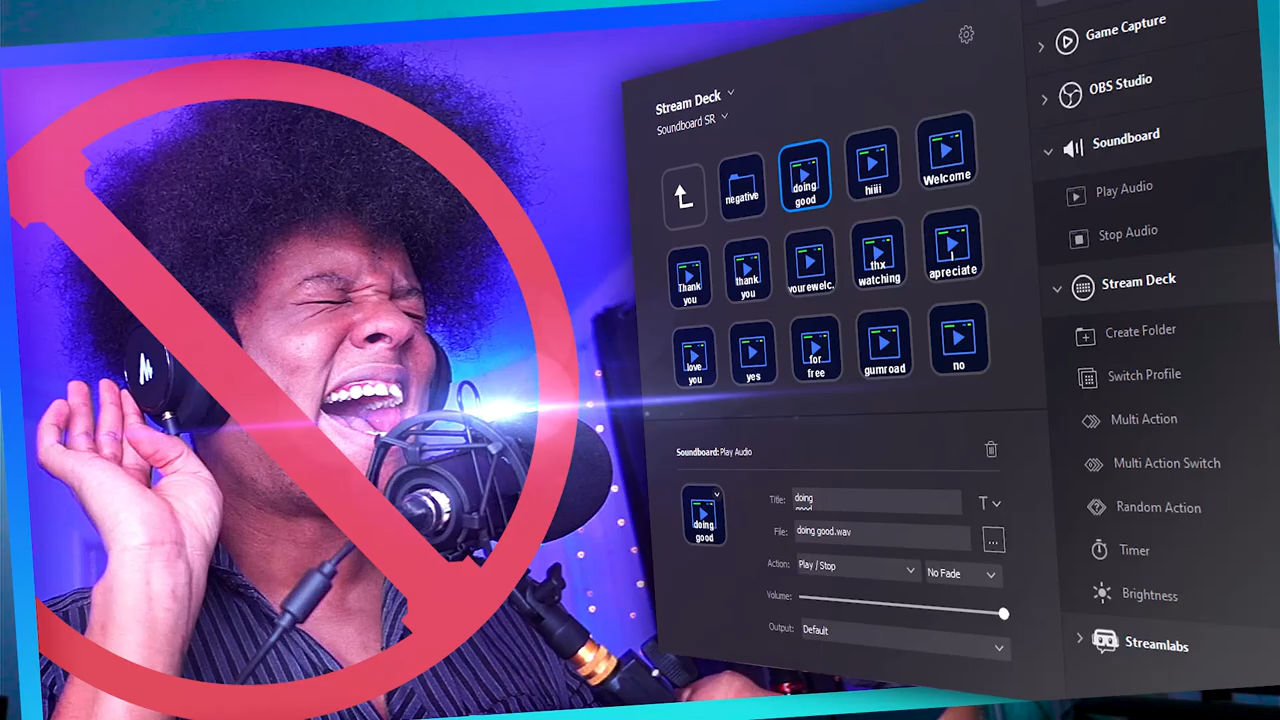 Stream Deck
Soundboard SR
negative
doing
good
hiiii
Welcome
Thank
you
thank
you
yourewelc.
thx
watching
I
apreciate
love
you
yes
for
free
gumroad
no
Soundboard: Play Audio
doing
good
Title:
doing
good
T
File:
doing good.wav
...
Action:
Play / Stop
No Fade
Volume:
Output:
Default
Game Capture
OBS Studio
Soundboard
Play Audio
Stop Audio
Stream Deck
Create Folder
Switch Profile
Multi Action
Multi Action Switch
Random Action
Timer
Brightness
Streamlabs